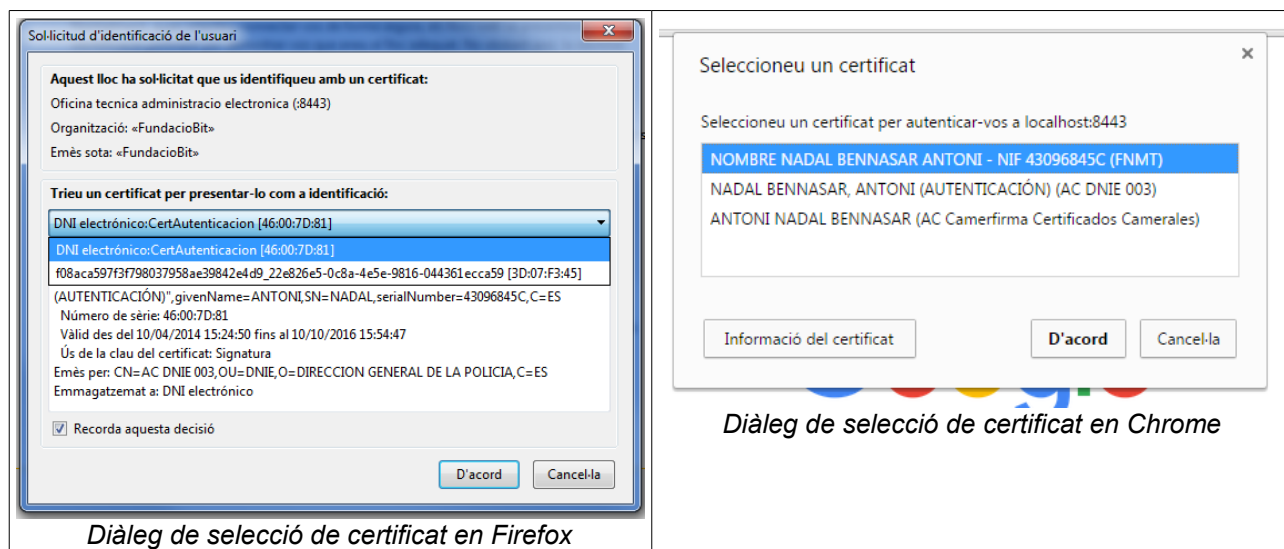 Sol·licitud d'identificació de l'usuari
Aquest lloc ha sol·licitat que us identifiqueu amb un certificat:
Oficina tecnica administracio electronica (:8443)
Organització: «FundacioBit»
Emès sota: «FundacioBit»
Trieu un certificat per presentar-lo com a identificació:
DNI electrónico:CertAutenticacion [46:00:7D:81]
DNI electrónico:CertAutenticacion [46:00:7D:81]
f08aca597f3f798037958ae39842e4d9_22e826e5-0c8a-4e5e-9816-044361ecca59 [3D:07:F3:45]
(AUTENTICACIÓN)",givenName=ANTONI,SN=NADAL,serialNumber=43096845C,C=ES
Número de sèrie: 46:00:7D:81
Vàlid des del 10/04/2014 15:24:50 fins al 10/10/2016 15:54:47
Ús de la clau del certificat: Signatura
Emès per: CN=AC DNIE 003,OU=DNIE,O=DIRECCION GENERAL DE LA POLICIA,C=ES
Emmagatzemat a: DNI electrónico
Recorda aquesta decisió
D'acord
Cancel·la
Diàleg de selecció de certificat en Firefox
Seleccioneu un certificat
Seleccioneu un certificat per autenticar-vos a localhost:8443
NOMBRE NADAL BENNASAR ANTONI - NIF 43096845C (FNMT)
NADAL BENNASAR, ANTONI (AUTENTICACIÓN) (AC DNIE 003)
ANTONI NADAL BENNASAR (AC Camerfirma Certificados Camerales)
Informació del certificat
D'acord
Cancel·la
Diàleg de selecció de certificat en Chrome